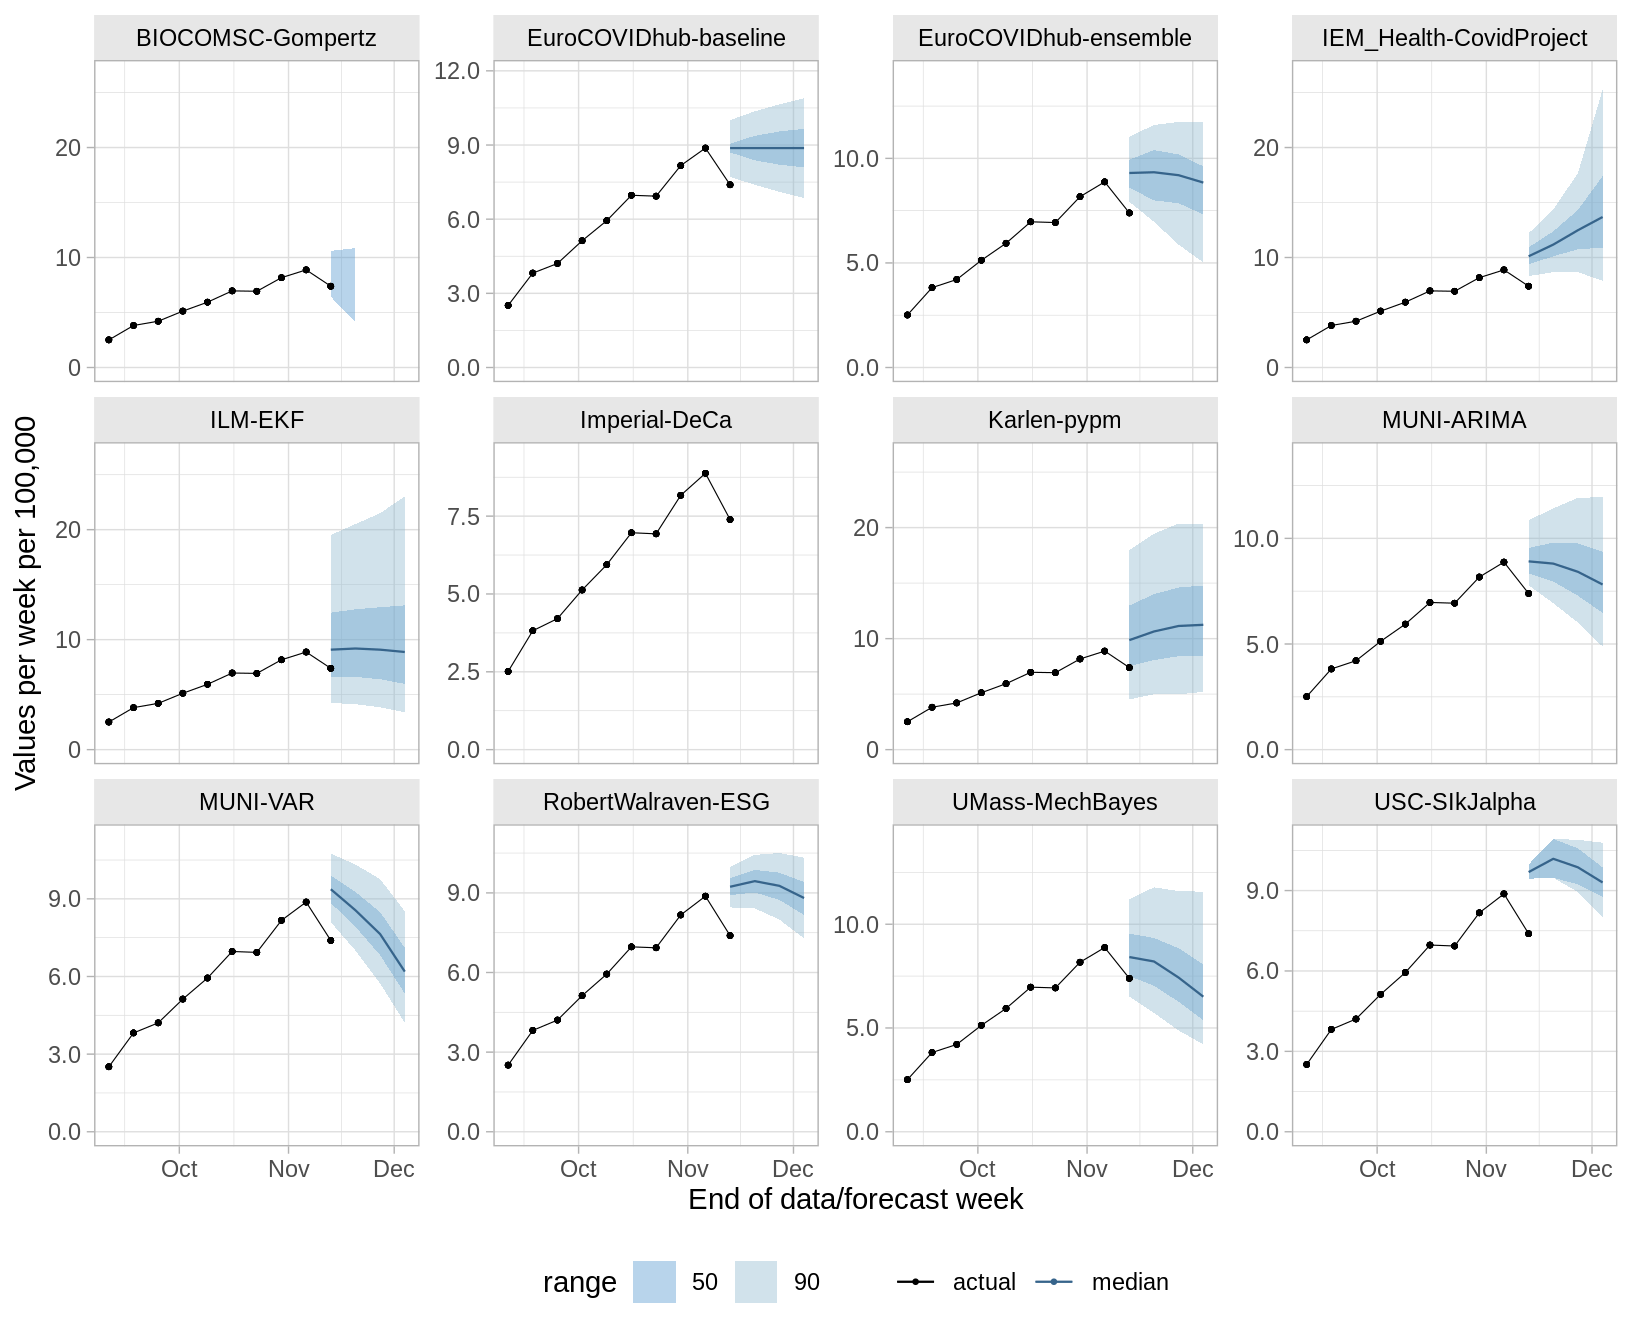 BIOCOMSC-Gompertz
EuroCOVIDhub-baseline
EuroCOVIDhub-ensemble
IEM_Health-CovidProject
20
10
0
12.0
9.0
6.0
3.0
0.0
10.0
5.0
0.0
20
10
0
ILM-EKF
Imperial-DeCa
Karlen-pypm
MUNI-ARIMA
20
10
0
7.5
5.0
2.5
0.0
20
10
0
10.0
5.0
0.0
MUNI-VAR
RobertWalraven-ESG
UMass-MechBayes
USC-SIkJalpha
9.0
6.0
3.0
0.0
9.0
6.0
3.0
0.0
10.0
5.0
0.0
9.0
6.0
3.0
0.0
Oct Nov Dec
Oct Nov Dec
Oct Nov Dec
Oct Nov Dec
Values per week per 100,000
End of data/forecast week
range 50 90 actual median